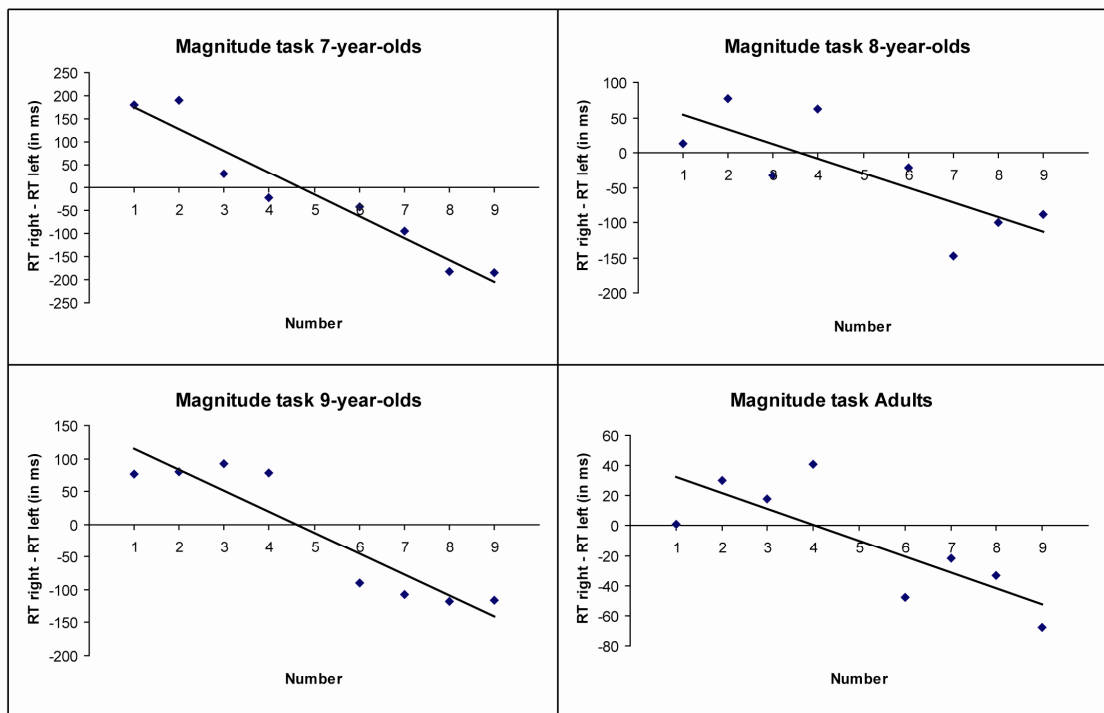 Magnitude task 7-year-olds
RT right - RT left (in ms)
250
200
150
100
50
0
-50
-100
-150
-200
-250
1 2 3 4 5 6 7 8 9
Number
Magnitude task 8-year-olds
RT right - RT left (in ms)
100
50
0
-50
-100
-150
-200
1 2 3 4 5 6 7 8 9
Number
Magnitude task 9-year-olds
RT right - RT left (in ms)
150
100
50
0
-50
-100
-150
-200
1 2 3 4 5 6 7 8 9
Number
Magnitude task Adults
RT right - RT left (in ms)
60
40
20
0
-20
-40
-60
-80
1 2 3 4 5 6 7 8 9
Number